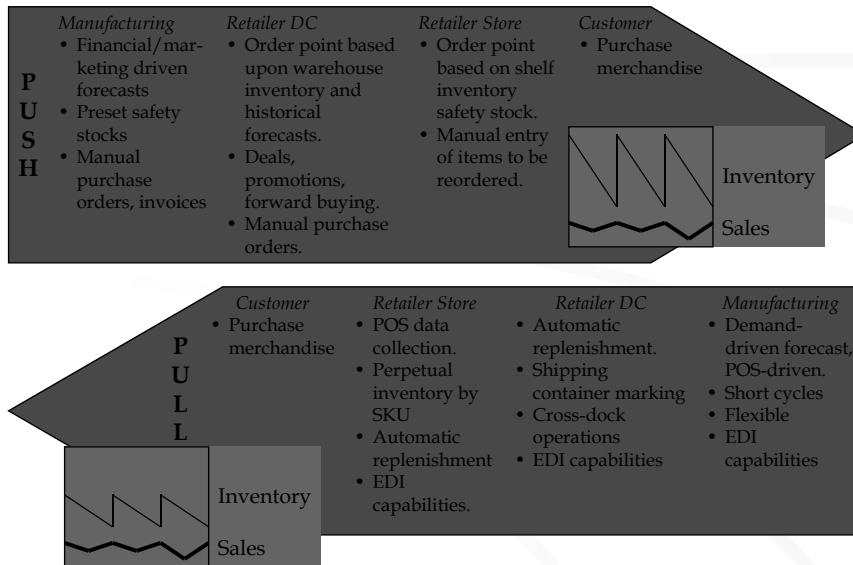 Manufacturing
• Financial/mar-
keting driven
forecasts
• Preset safety
stocks
• Manual
purchase
orders, invoices
Retailer DC
• Order point based
upon warehouse
inventory and
historical
forecasts.
• Deals,
promotions,
forward buying.
• Manual purchase
orders.
Retailer Store
• Order point
based on shelf
inventory
safety stock.
• Manual entry
of items to be
reordered.
Customer
• Purchase
merchandise
P
U
S
H
Inventory
Sales
Customer
• Purchase
merchandise
Retailer Store
• POS data
collection.
• Perpetual
inventory by
SKU
• Automatic
replenishment
• EDI
capabilities.
Retailer DC
• Automatic
replenishment.
• Shipping
container marking
• Cross-dock
operations
• EDI capabilities
Manufacturing
• Demand-
driven forecast,
POS-driven.
• Short cycles
• Flexible
• EDI
capabilities
P
U
L
L
Inventory
Sales